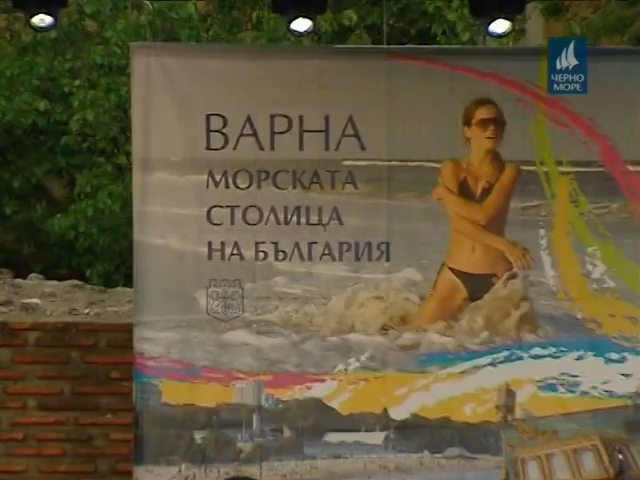 ЧЕРНО
МОРЕ
ВАРНА
МОРСКАТА
СТОЛИЦА
НА БЪЛГАРИЯ